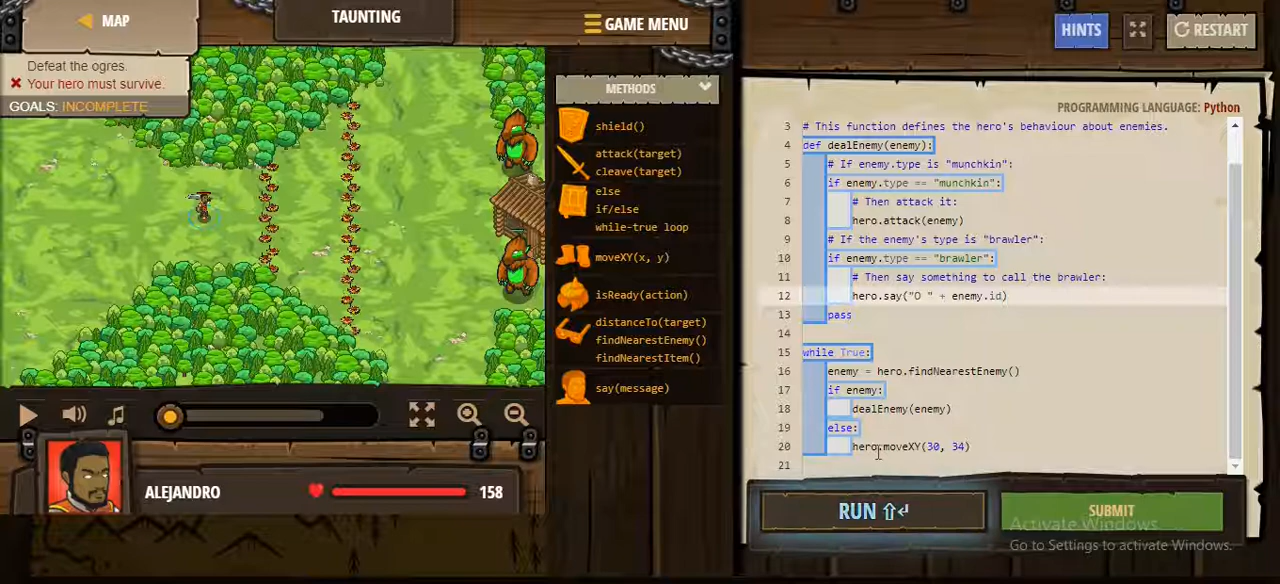 MAP
TAUNTING
GAME MENU
HINTS
RESTART
Defeat the ogres.
Your hero must survive.
GOALS: INCOMPLETE
METHODS
shield()
attack(target)
cleave(target)
else
if/else
while-true loop
moveXY(x, y)
isReady(action)
distanceTo(target)
findNearestEnemy()
findNearestItem()
say(message)
PROGRAMMING LANGUAGE: Python
3 # This function defines the hero's behaviour about enemies.
4 def dealEnemy(enemy):
5 # If enemy.type is "munchkin":
6 if enemy.type == "munchkin":
7 # Then attack it:
8 hero.attack(enemy)
9 # If the enemy's type is "brawler":
10 if enemy.type == "brawler":
11 # Then say something to call the brawler:
12 hero.say("O " + enemy.id)
13 pass
14
15 while True:
16 enemy = hero.findNearestEnemy()
17 if enemy:
18 dealEnemy(enemy)
19 else:
20 hero.moveXY(30, 34)
21
ALEJANDRO
158
RUN
SUBMIT
Activate Windows
Go to Settings to activate Windows.